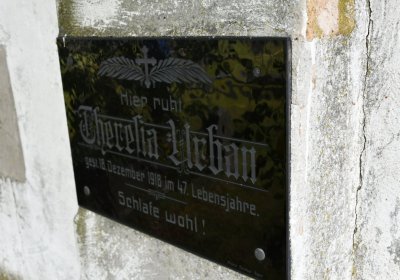 Hier ruht
Theresia Urban
gest. 18. Dezember 1918 im 47. Lebensjahre.
Schlafe wohl!